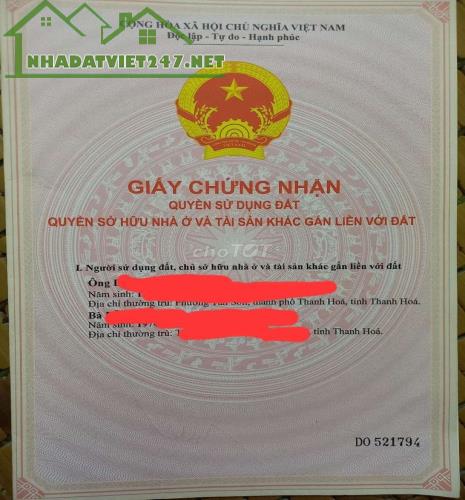 CỘNG HÒA XÃ HỘI CHỦ NGHĨA VIỆT NAM
Độc lập - Tự do - Hạnh phúc
NHADATVIET247.NET
GIẤY CHỨNG NHẬN
QUYỀN SỬ DỤNG ĐẤT
QUYỀN SỞ HỮU NHÀ Ở VÀ TÀI SẢN KHÁC GẮN LIỀN VỚI ĐẤT
choTỐT
I. Người sử dụng đất, chủ sở hữu nhà ở và tài sản khác gắn liền với đất
Ông
Năm sinh:
Địa chỉ thường trú: Phường Tân Sơn, thành phố Thanh Hoá, tỉnh Thanh Hoá.
Bà
Năm sinh:
Địa chỉ thường trú: tỉnh Thanh Hoá.
DO 521794